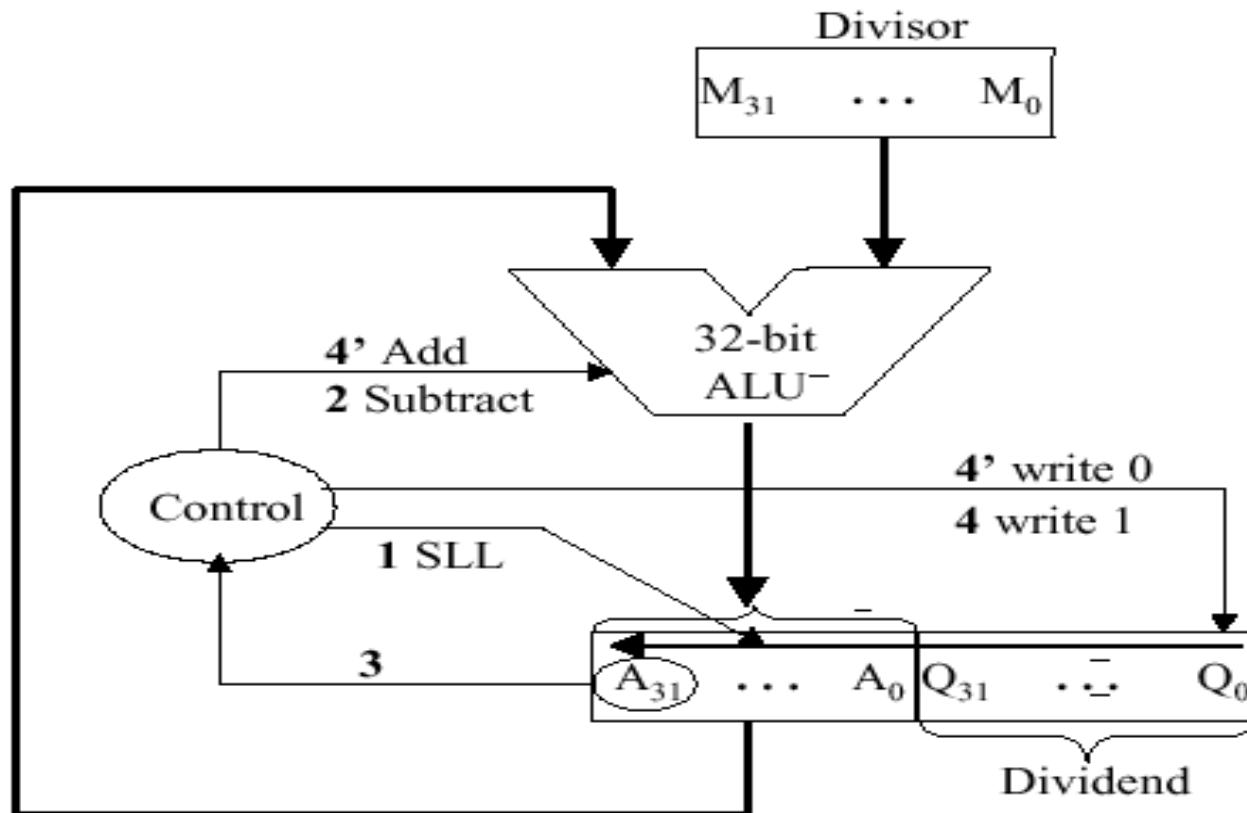 Divisor
M31 ... M0
32-bit
ALU
4’ Add
2 Subtract
Control
4’ write 0
4 write 1
1 SLL
3
A31 ... A0 Q31 ... Q0
Dividend